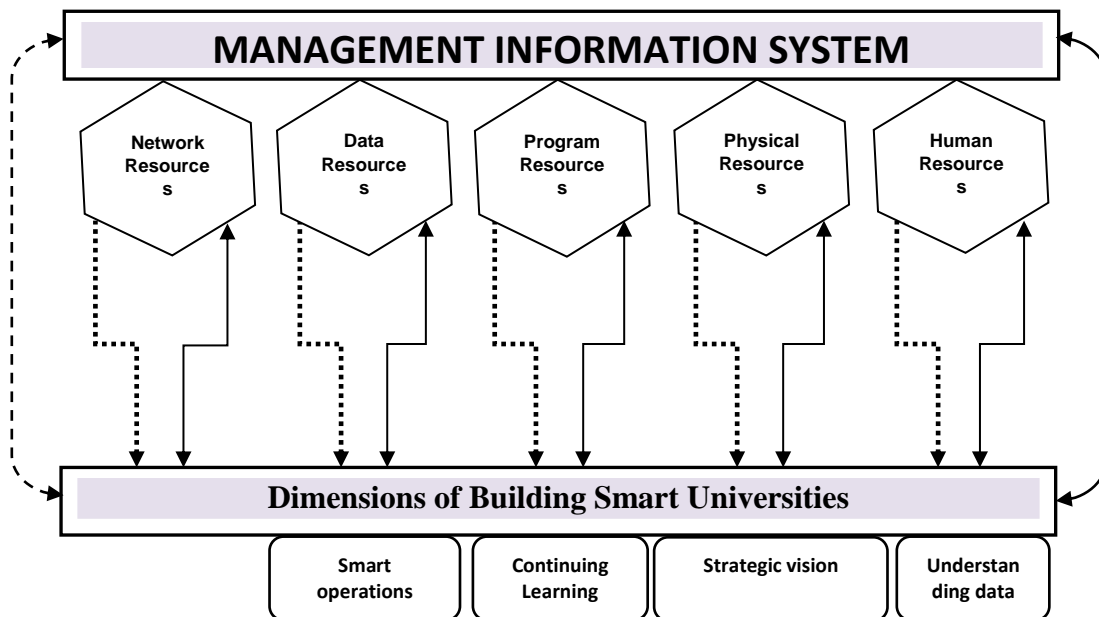 MANAGEMENT INFORMATION SYSTEM
Network
Resource
s
Data
Resource
s
Program
Resource
s
Physical
Resource
s
Human
Resource
s
Dimensions of Building Smart Universities
Smart
operations
Continuing
Learning
Strategic vision
Understan
ding data